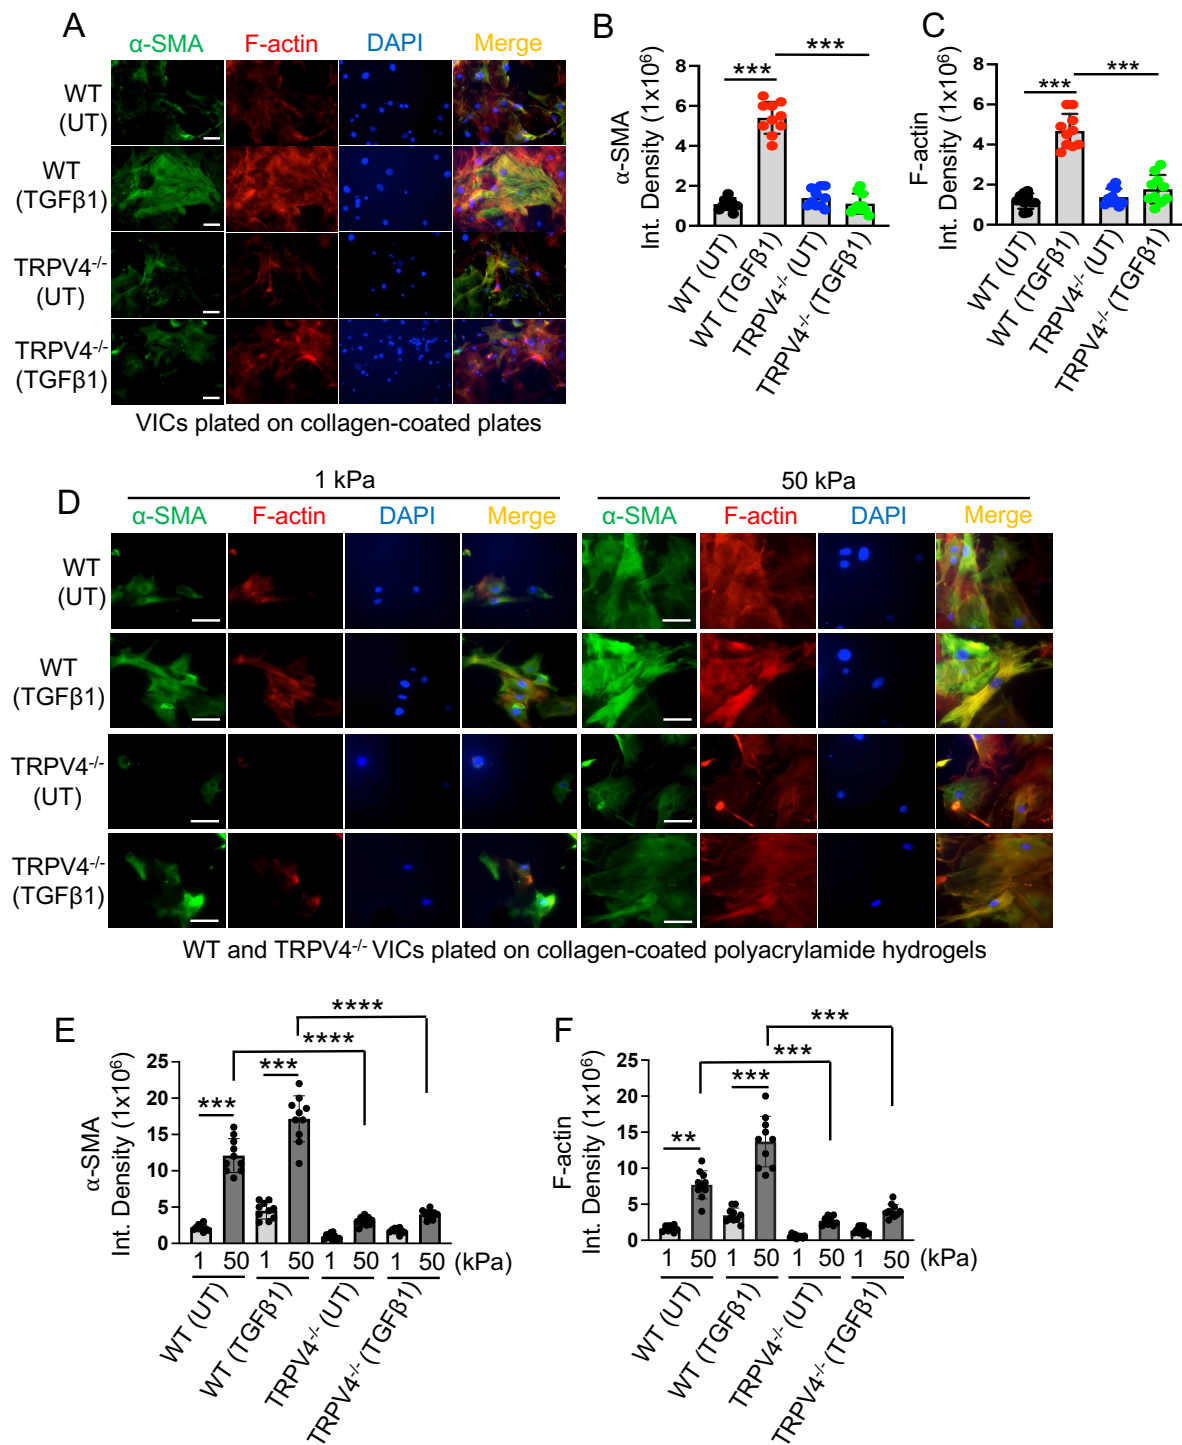 A
α-SMA F-actin DAPI Merge
WT
(UT)
WT
(TGFβ1)
TRPV4-/-
(UT)
TRPV4-/-
(TGFβ1)
VICs plated on collagen-coated plates
B
α-SMA
Int. Density (1x10⁶)
8
6
4
2
0
***
***
WT (UT)
WT (TGFβ1)
TRPV4-/- (UT)
TRPV4-/- (TGFβ1)
C
F-actin
Int. Density (1x10⁶)
8
6
4
2
0
***
***
WT (UT)
WT (TGFβ1)
TRPV4-/- (UT)
TRPV4-/- (TGFβ1)
D
1 kPa 50 kPa
α-SMA F-actin DAPI Merge α-SMA F-actin DAPI Merge
WT
(UT)
WT
(TGFβ1)
TRPV4-/-
(UT)
TRPV4-/-
(TGFβ1)
WT and TRPV4-/- VICs plated on collagen-coated polyacrylamide hydrogels
E
α-SMA
Int. Density (1x10⁶)
25
20
15
10
5
0
****
****
***
***
1 50 1 50 1 50 1 50 (kPa)
WT (UT)
WT (TGFβ1)
TRPV4-/- (UT)
TRPV4-/- (TGFβ1)
F
F-actin
Int. Density (1x10⁶)
25
20
15
10
5
0
***
***
***
**
1 50 1 50 1 50 1 50 (kPa)
WT (UT)
WT (TGFβ1)
TRPV4-/- (UT)
TRPV4-/- (TGFβ1)